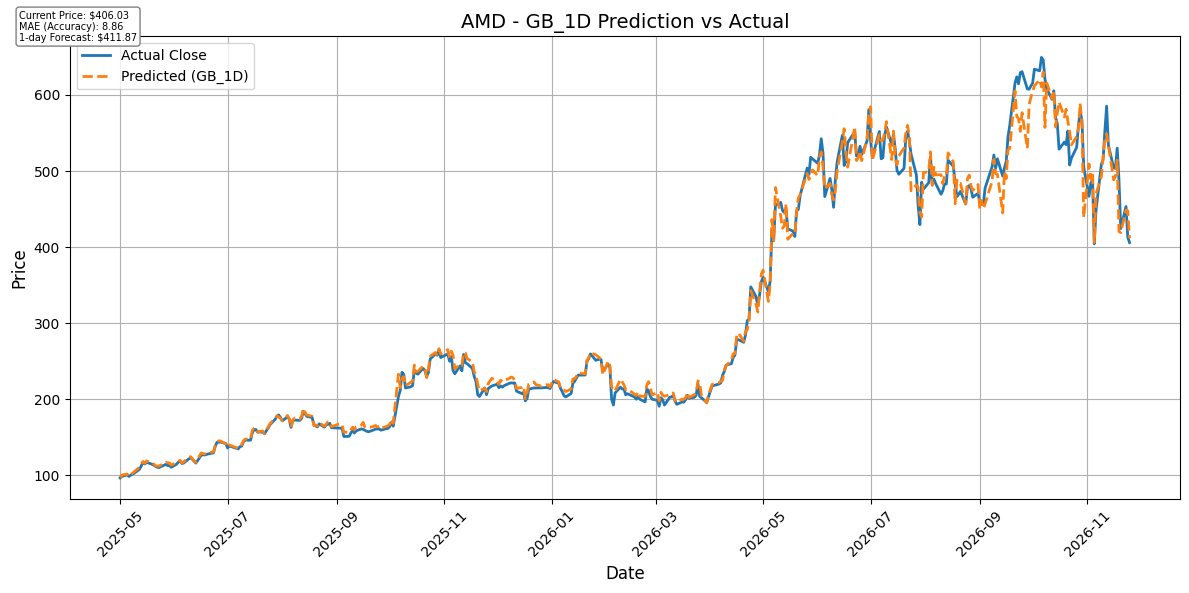 AMD - GB_1D Prediction vs Actual
Current Price: $406.03
MAE (Accuracy): 8.86
1-day Forecast: $411.87
Actual Close
Predicted (GB_1D)
Price
600
500
400
300
200
100
2025-05
2025-07
2025-09
2025-11
2026-01
2026-03
2026-05
2026-07
2026-09
2026-11
Date